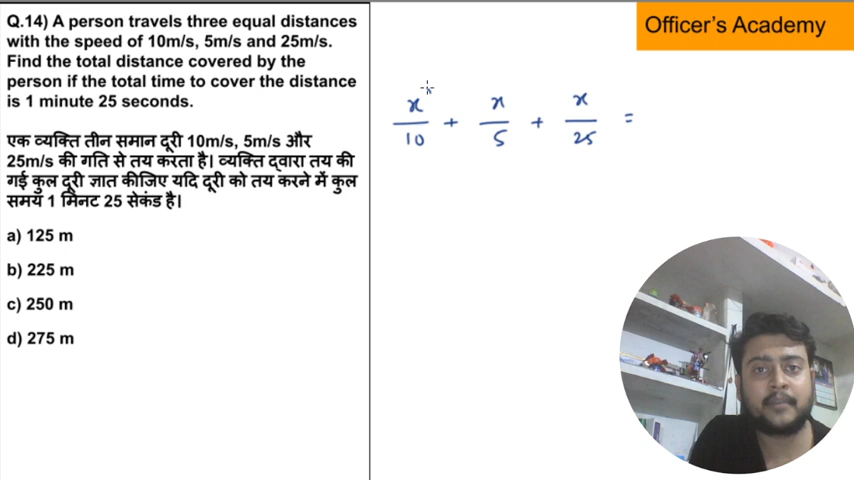 Q.14) A person travels three equal distances
with the speed of 10m/s, 5m/s and 25m/s.
Find the total distance covered by the
person if the total time to cover the distance
is 1 minute 25 seconds.
एक व्यक्ति तीन समान दूरी 10m/s, 5m/s और
25m/s की गति से तय करता है। व्यक्ति द्वारा तय की
गई कुल दूरी ज्ञात कीजिए यदि दूरी को तय करने में कुल
समय 1 मिनट 25 सेकंड है।
a) 125 m
b) 225 m
c) 250 m
d) 275 m
Officer's Academy
x/10 + x/5 + x/25 =